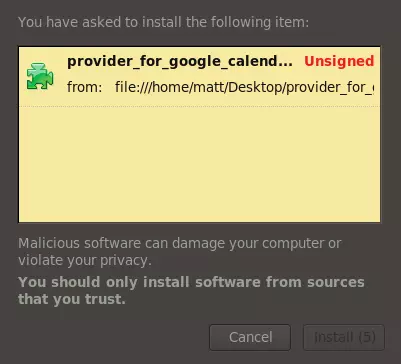 You have asked to install the following item:
provider_for_google_calend... Unsigned
from: file:///home/matt/Desktop/provider_for_g
Malicious software can damage your computer or
violate your privacy.
You should only install software from sources
that you trust.
Cancel Install (5)